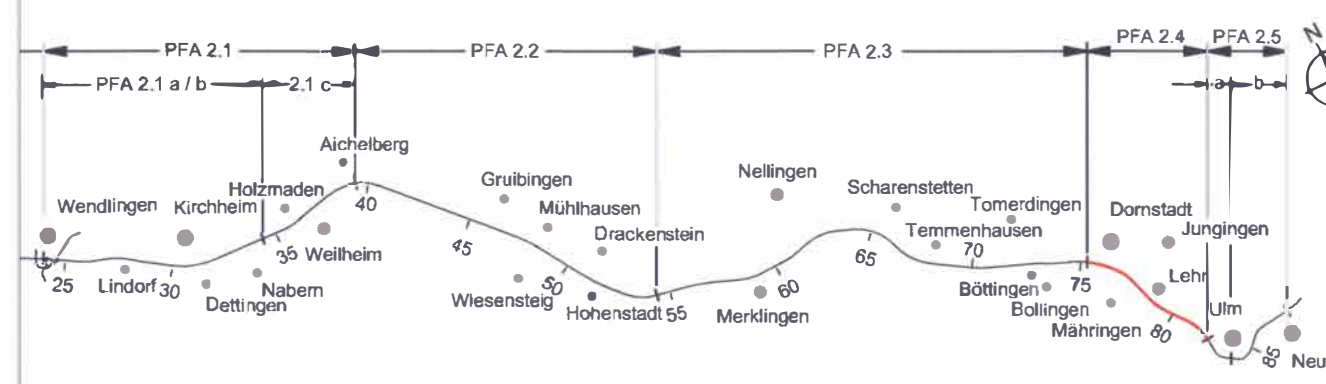 PFA 2.1
PFA 2.2
PFA 2.3
PFA 2.4
PFA 2.5
PFA 2.1 a / b
2.1 c
a
b
N
Aichelberg
Holzmaden
Wendlingen
Kirchheim
40
35
Weilheim
25
Lindorf
30
Dettingen
Nabern
Gruibingen
Mühlhausen
Drackenstein
45
50
Wiesensteig
Hohenstadt
55
Nellingen
Merklingen
60
Scharenstetten
65
Temmenhausen
70
Tomerdingen
Böttingen
75
Bollingen
Mähringen
Dornstadt
Jungingen
Lehr
80
Ulm
85
Neu